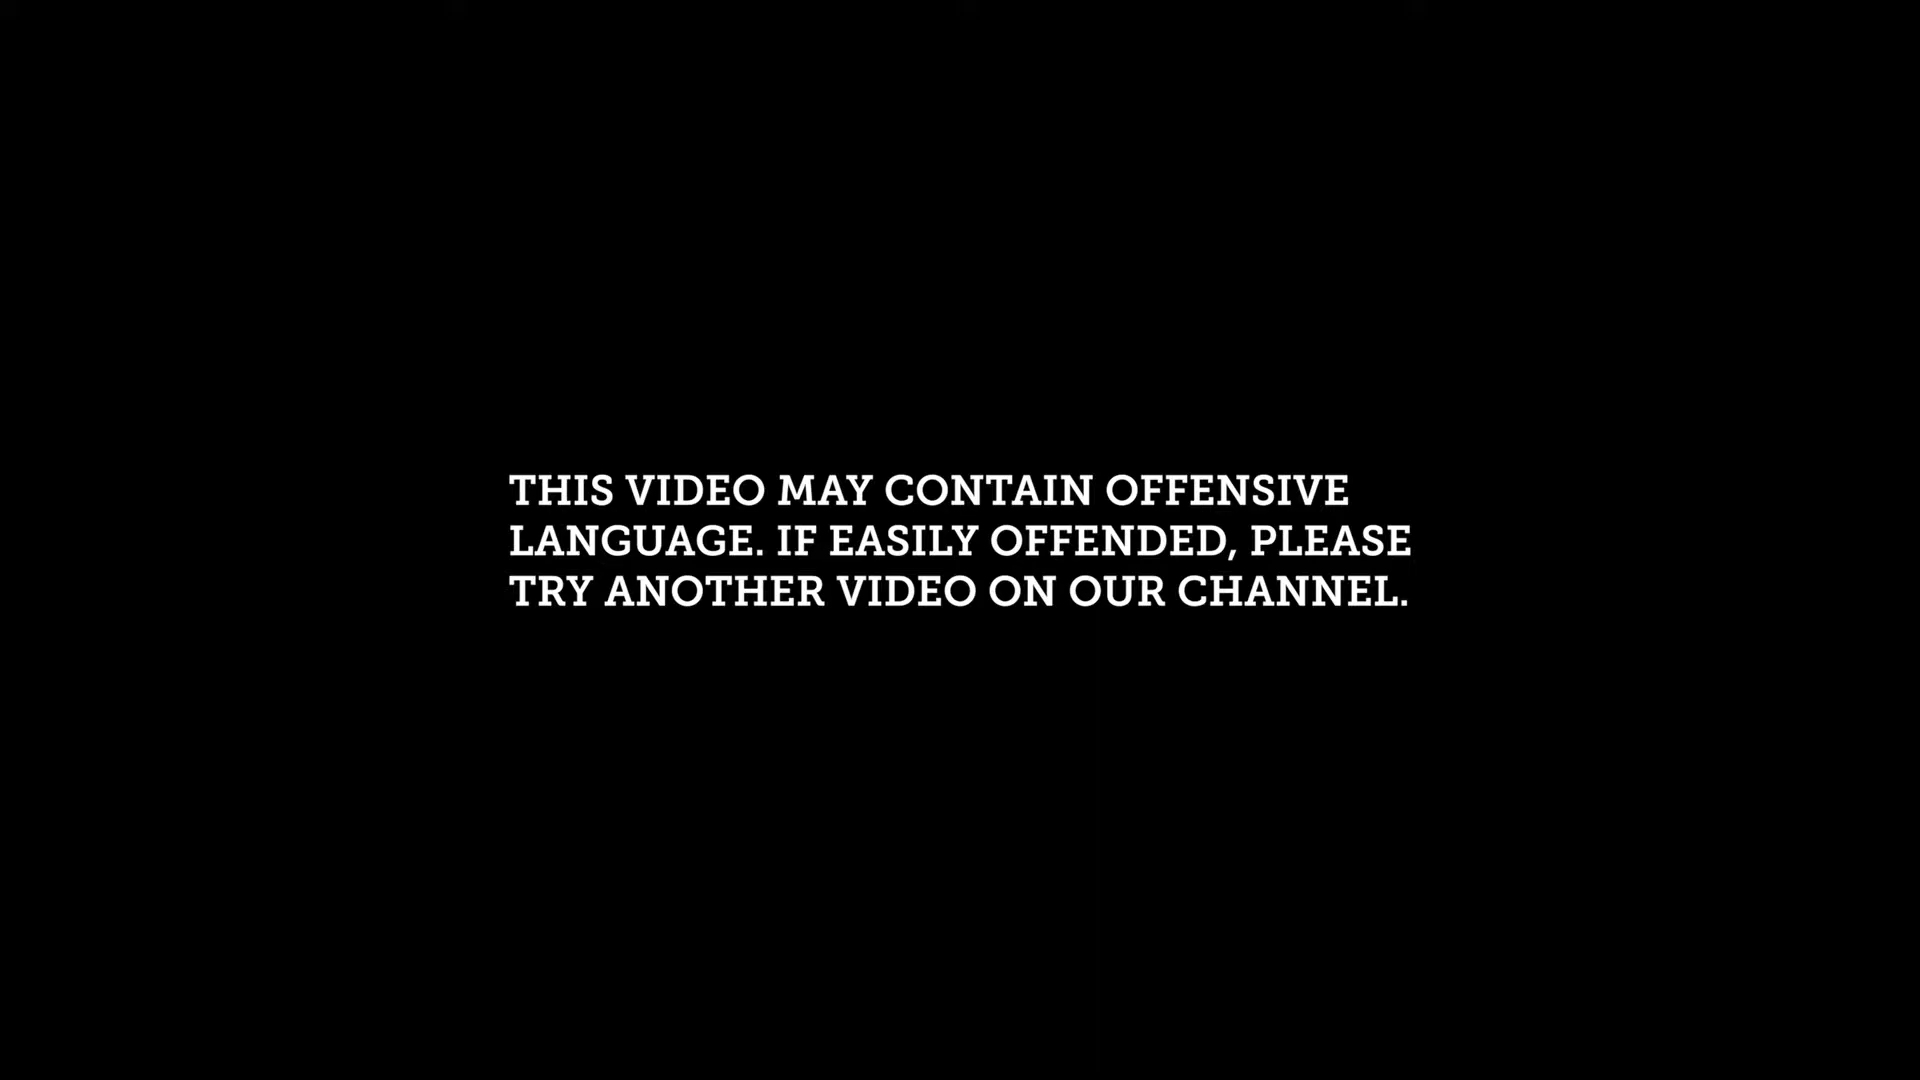 THIS VIDEO MAY CONTAIN OFFENSIVE
LANGUAGE. IF EASILY OFFENDED, PLEASE
TRY ANOTHER VIDEO ON OUR CHANNEL.